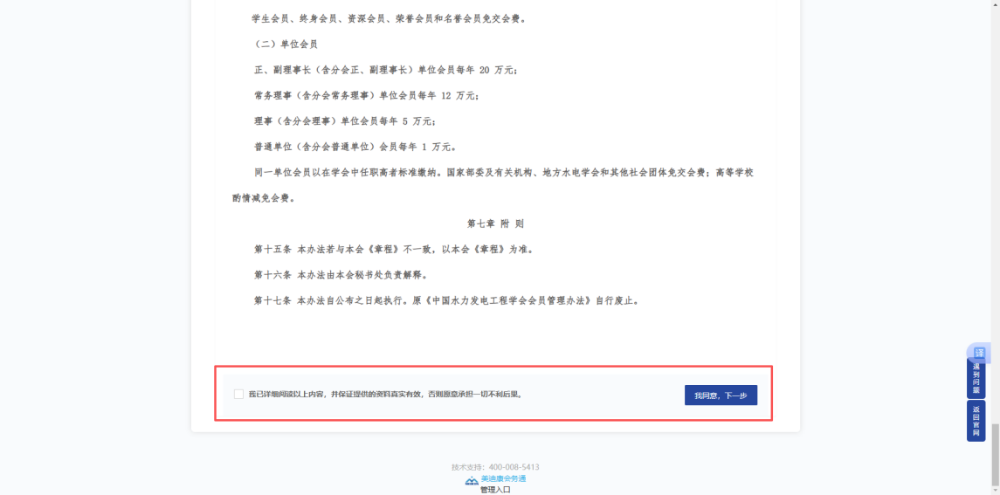 学生会员、终身会员、资深会员、荣誉会员和名誉会员免交会费。
（二）单位会员
正、副理事长（含分会正、副理事长）单位会员每年 20 万元；
常务理事（含分会常务理事）单位会员每年 12 万元；
理事（含分会理事）单位会员每年 5 万元；
普通单位（含分会普通单位）会员每年 1 万元。
同一单位会员以在学会中任职高者标准缴纳。国家部委及有关机构、地方水电学会和其他社会团体免交会费；高等学校
酌情减免会费。
第七章 附 则
第十五条 本办法若与本会《章程》不一致，以本会《章程》为准。
第十六条 本办法由本会秘书处负责解释。
第十七条 本办法自公布之日起执行。原《中国水力发电工程学会会员管理办法》自行废止。
我已详细阅读以上内容，并保证提供的资料真实有效，否则愿意承担一切不利后果。
我同意，下一步
译
遇到问题
返回官网
技术支持：400-008-5413
美迪康会务通
管理入口